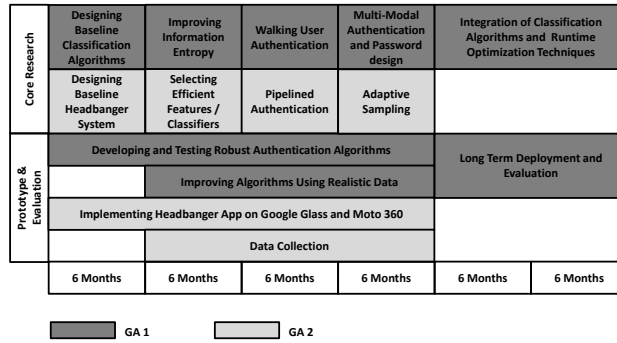 Core Research
Designing
Baseline
Classification
Algorithms
Improving
Information
Entropy
Walking User
Authentication
Multi-Modal
Authentication
and Password
design
Integration of Classification
Algorithms and Runtime
Optimization Techniques
Designing
Baseline
Headbanger
System
Selecting
Efficient
Features /
Classifiers
Pipelined
Authentication
Adaptive
Sampling
Prototype &
Evaluation
Developing and Testing Robust Authentication Algorithms
Long Term Deployment and
Evaluation
Improving Algorithms Using Realistic Data
Implementing Headbanger App on Google Glass and Moto 360
Data Collection
6 Months
6 Months
6 Months
6 Months
6 Months
6 Months
GA 1
GA 2